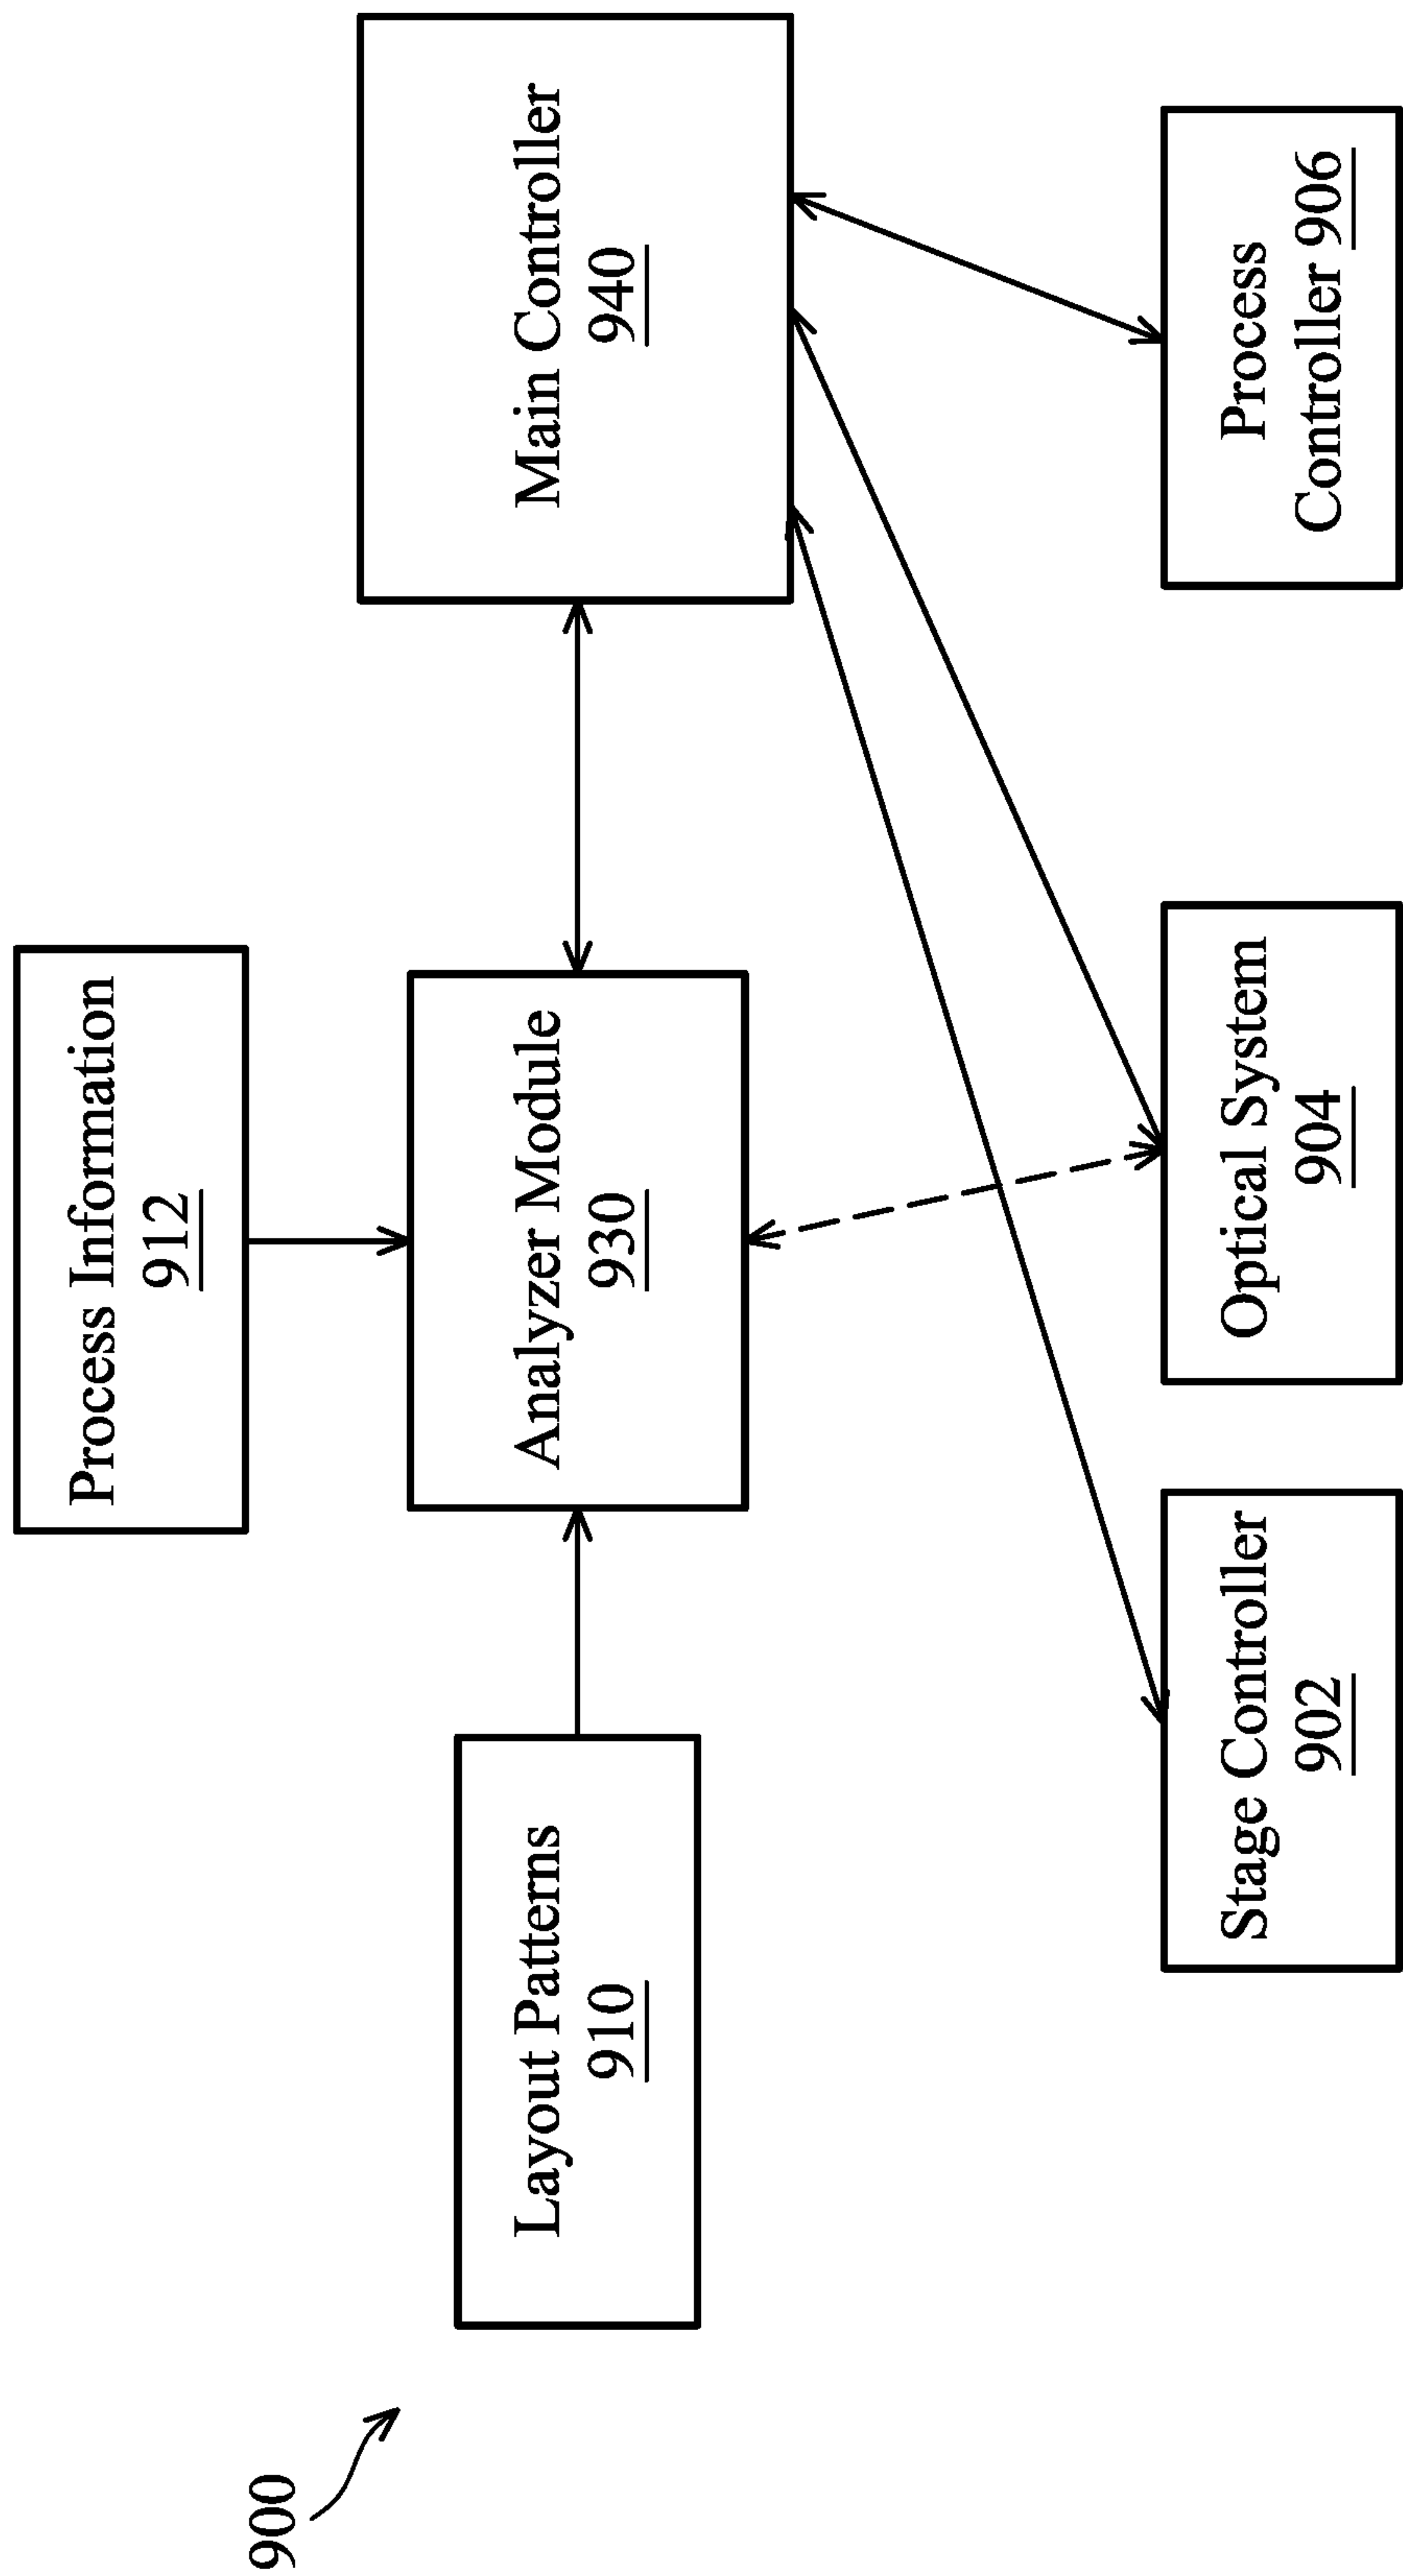 900
Process Information
912
Layout Patterns
910
Analyzer Module
930
Main Controller
940
Stage Controller
902
Optical System
904
Process
Controller 906